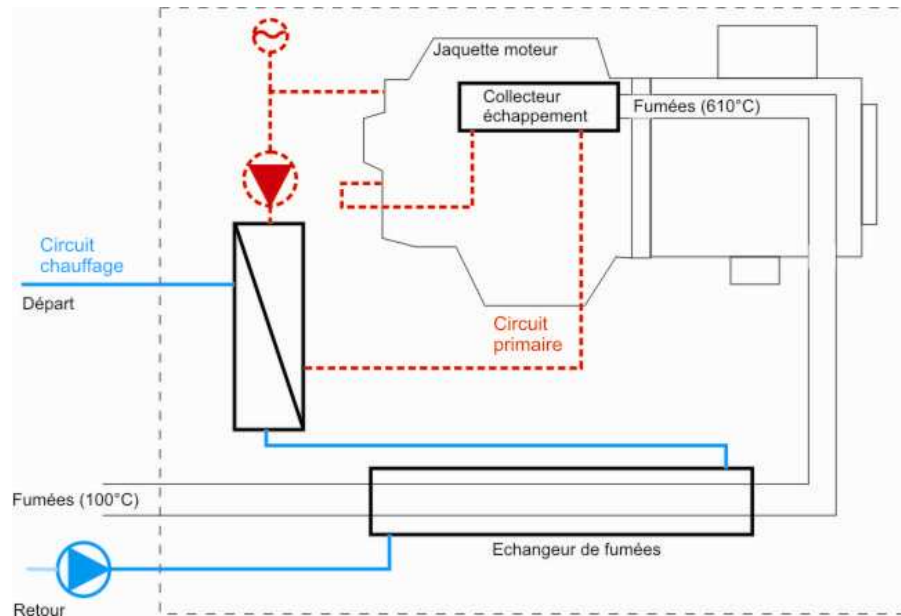 Jaquette moteur
Collecteur
échappement
Fumées (610°C)
Circuit
chauffage
Départ
Circuit
primaire
Fumées (100°C)
Echangeur de fumées
Retour